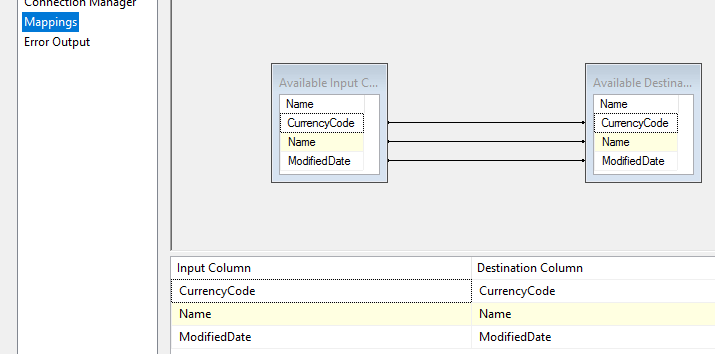 Connection Manager
Mappings
Error Output
Available Input C...
Name
CurrencyCode
Name
ModifiedDate
Available Destina...
Name
CurrencyCode
Name
ModifiedDate
Input Column Destination Column
CurrencyCode CurrencyCode
Name Name
ModifiedDate ModifiedDate